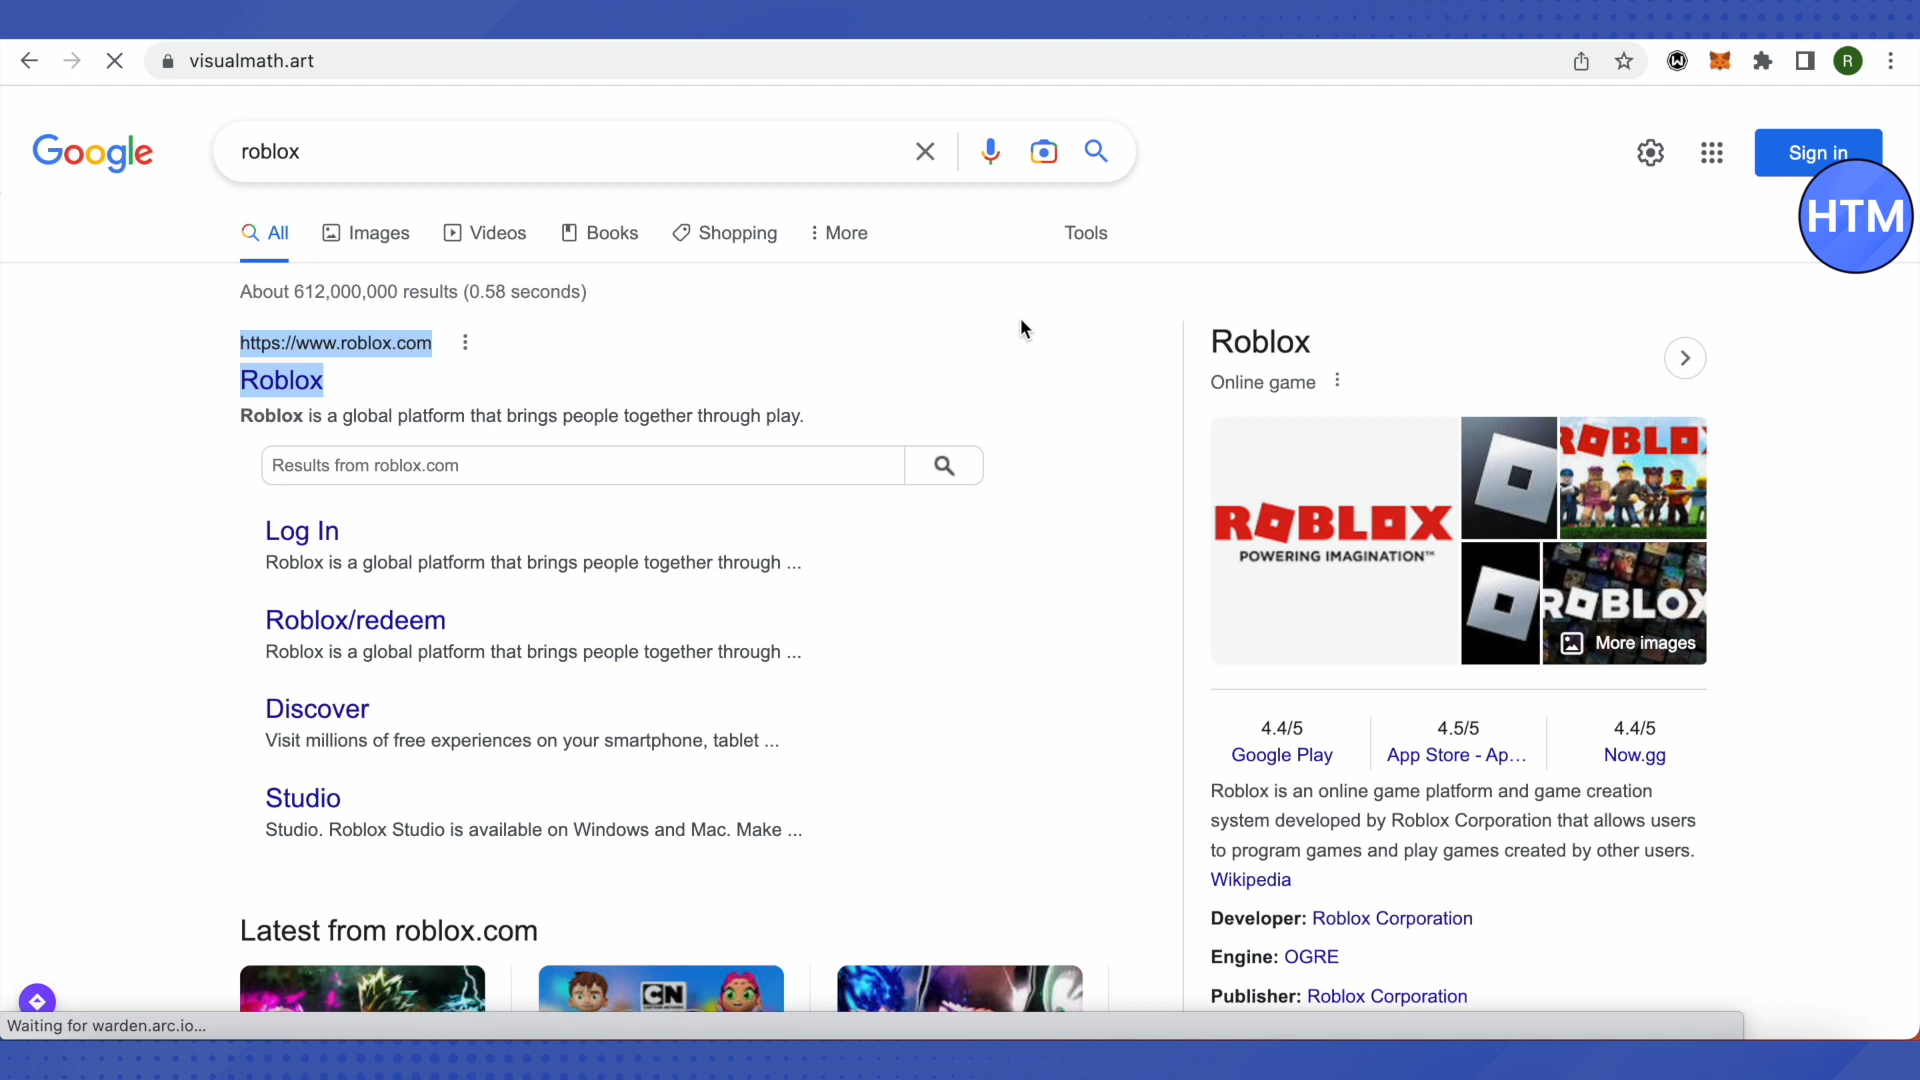 visualmath.art
R
Google
roblox
Sign in
HTM
All
Images
Videos
Books
Shopping
More
Tools
About 612,000,000 results (0.58 seconds)
https://www.roblox.com
Roblox
Roblox is a global platform that brings people together through play.
Results from roblox.com
Log In
Roblox is a global platform that brings people together through ...
Roblox/redeem
Roblox is a global platform that brings people together through ...
Discover
Visit millions of free experiences on your smartphone, tablet ...
Studio
Studio. Roblox Studio is available on Windows and Mac. Make ...
Latest from roblox.com
CN
Waiting for warden.arc.io...
Roblox
Online game
ROBLOX
POWERING IMAGINATION™
ROBLOX
ROBLOX
More images
4.4/5
Google Play
4.5/5
App Store - Ap...
4.4/5
Now.gg
Roblox is an online game platform and game creation
system developed by Roblox Corporation that allows users
to program games and play games created by other users.
Wikipedia
Developer: Roblox Corporation
Engine: OGRE
Publisher: Roblox Corporation